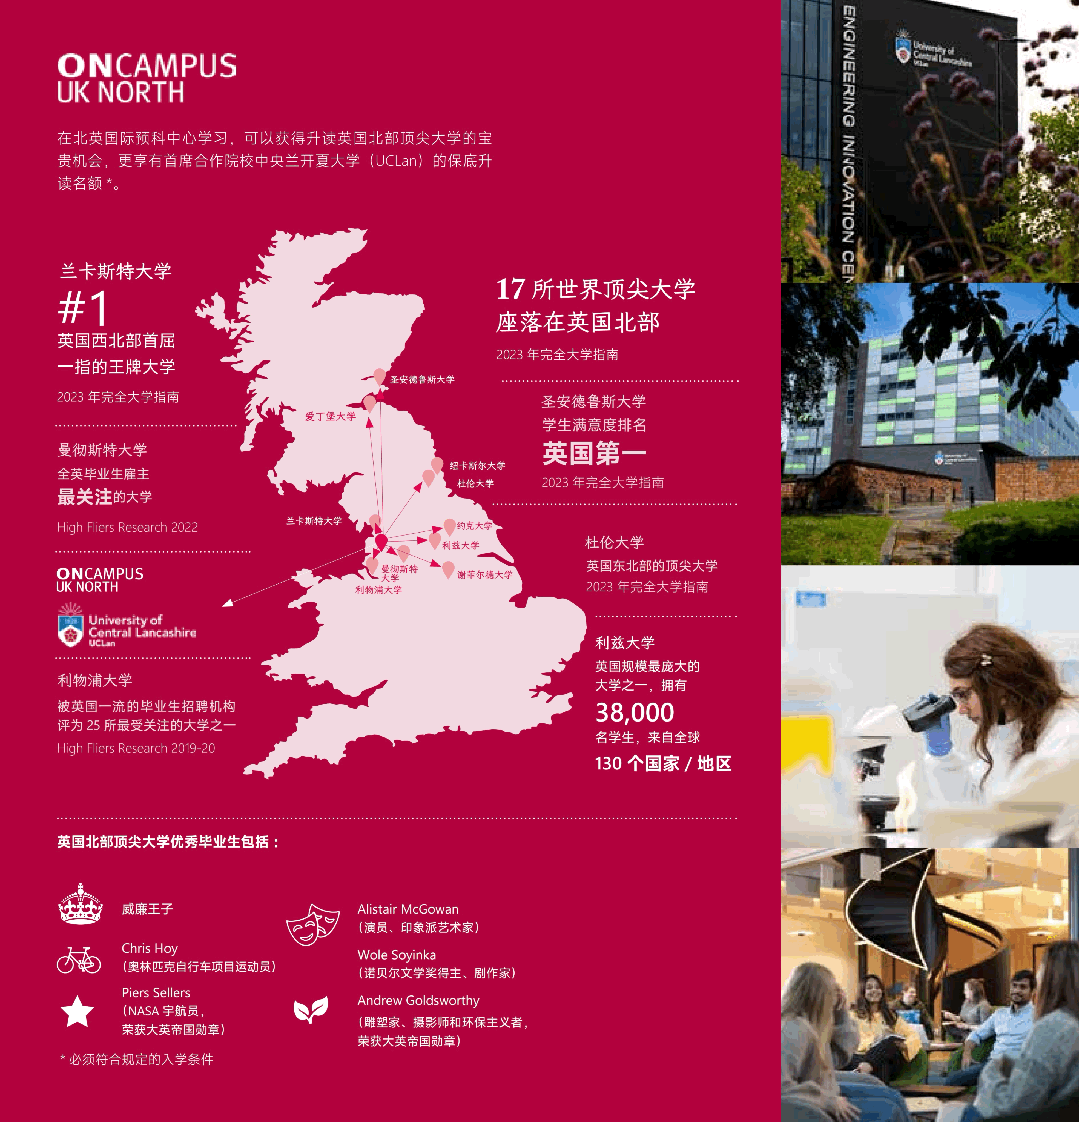 ONCAMPUS
UK NORTH
在北英国际预科中心学习，可以获得升读英国北部顶尖大学的宝
贵机会，更享有首席合作院校中央兰开夏大学（UCLan）的保底升
读名额 *。
兰卡斯特大学
#1
英国西北部首屈
一指的王牌大学
2023 年完全大学指南
曼彻斯特大学
全英毕业生雇主
最关注的大学
High Fliers Research 2022
ONCAMPUS
UK NORTH
University of
Central Lancashire
UCLan
利物浦大学
被英国一流的毕业生招聘机构
评为 25 所最受关注的大学之一
High Fliers Research 2019-20
圣安德鲁斯大学
爱丁堡大学
纽卡斯尔大学
杜伦大学
兰卡斯特大学
约克大学
利兹大学
曼彻斯特
大学
谢菲尔德大学
利物浦大学
17 所世界顶尖大学
座落在英国北部
2023 年完全大学指南
圣安德鲁斯大学
学生满意度排名
英国第一
2023 年完全大学指南
杜伦大学
英国东北部的顶尖大学
2023 年完全大学指南
利兹大学
英国规模最庞大的
大学之一，拥有
38,000
名学生，来自全球
130 个国家 / 地区
英国北部顶尖大学优秀毕业生包括：
威廉王子
Chris Hoy
（奥林匹克自行车项目运动员）
Piers Sellers
（NASA 宇航员，
荣获大英帝国勋章）
Alistair McGowan
（演员、印象派艺术家）
Wole Soyinka
（诺贝尔文学奖得主、剧作家）
Andrew Goldsworthy
（雕塑家、摄影师和环保主义者，
荣获大英帝国勋章）
* 必须符合规定的入学条件
ENGINEERING INNOVATION CEN
University of
Central Lancashire
UCLan